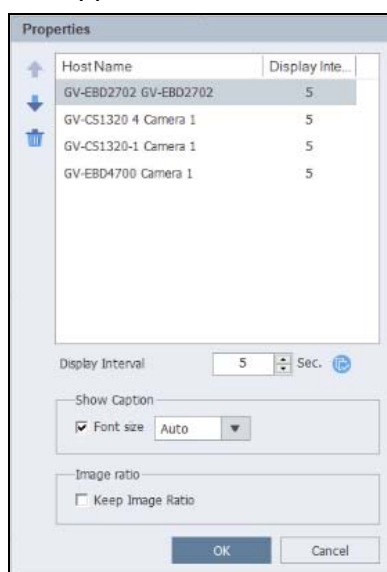 Properties
Host Name Display Inte...
GV-EBD2702 GV-EBD2702 5
GV-CS1320 4 Camera 1 5
GV-CS1320-1 Camera 1 5
GV-EBD4700 Camera 1 5
Display Interval 5 Sec.
Show Caption
Font size Auto
Image ratio
Keep Image Ratio
OK Cancel